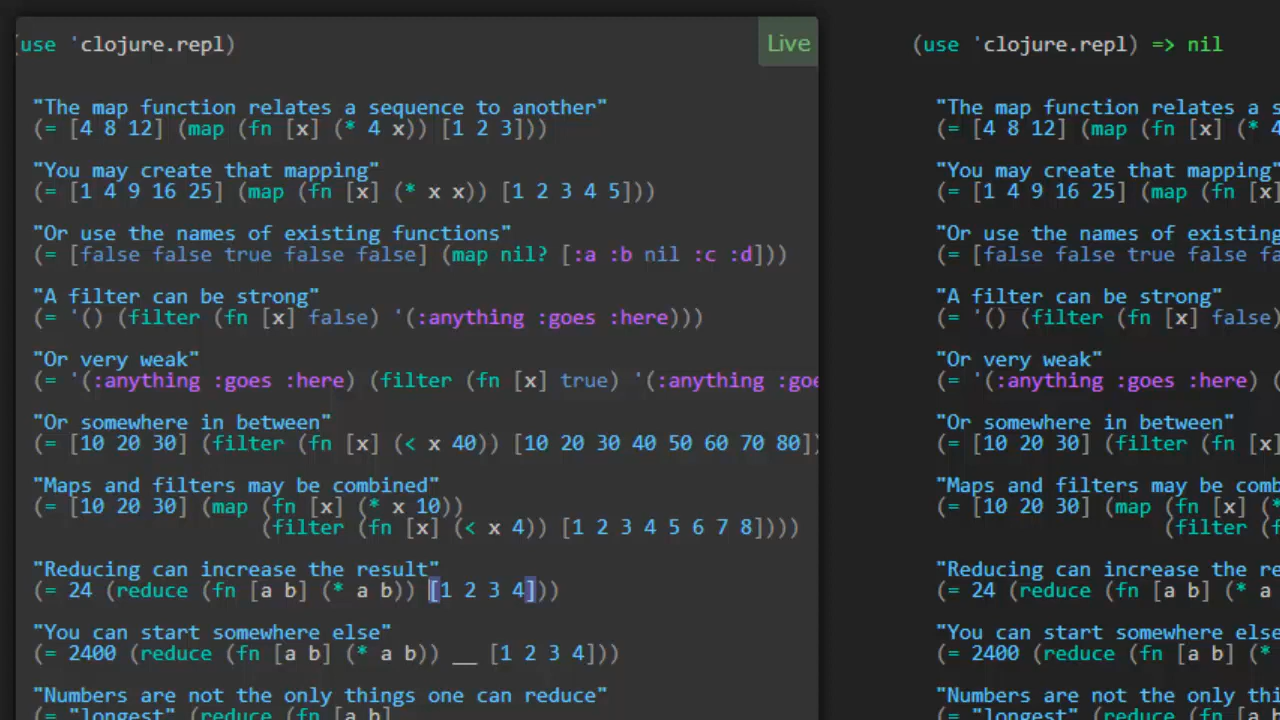 (use 'clojure.repl)
Live
"The map function relates a sequence to another"
(= [4 8 12] (map (fn [x] (* 4 x)) [1 2 3]))
"You may create that mapping"
(= [1 4 9 16 25] (map (fn [x] (* x x)) [1 2 3 4 5]))
"Or use the names of existing functions"
(= [false false true false false] (map nil? [:a :b nil :c :d]))
"A filter can be strong"
(= '() (filter (fn [x] false) '(:anything :goes :here)))
"Or very weak"
(= '(:anything :goes :here) (filter (fn [x] true) '(:anything :goe
"Or somewhere in between"
(= [10 20 30] (filter (fn [x] (< x 40)) [10 20 30 40 50 60 70 80])
"Maps and filters may be combined"
(= [10 20 30] (map (fn [x] (* x 10))
(filter (fn [x] (< x 4)) [1 2 3 4 5 6 7 8])))
"Reducing can increase the result"
(= 24 (reduce (fn [a b] (* a b)) [1 2 3 4]))
"You can start somewhere else"
(= 2400 (reduce (fn [a b] (* a b)) __ [1 2 3 4]))
"Numbers are not the only things one can reduce"
(= "longest" (reduce (fn [a b]
(use 'clojure.repl) => nil
"The map function relates a s
(= [4 8 12] (map (fn [x] (* 4
"You may create that mapping"
(= [1 4 9 16 25] (map (fn [x]
"Or use the names of existing
(= [false false true false fa
"A filter can be strong"
(= '() (filter (fn [x] false)
"Or very weak"
(= '(:anything :goes :here) (
"Or somewhere in between"
(= [10 20 30] (filter (fn [x]
"Maps and filters may be comb
(= [10 20 30] (map (fn [x] (*
(filter (f
"Reducing can increase the re
(= 24 (reduce (fn [a b] (* a
"You can start somewhere else
(= 2400 (reduce (fn [a b] (*
"Numbers are not the only thi
(= "longest" (reduce (fn [a b